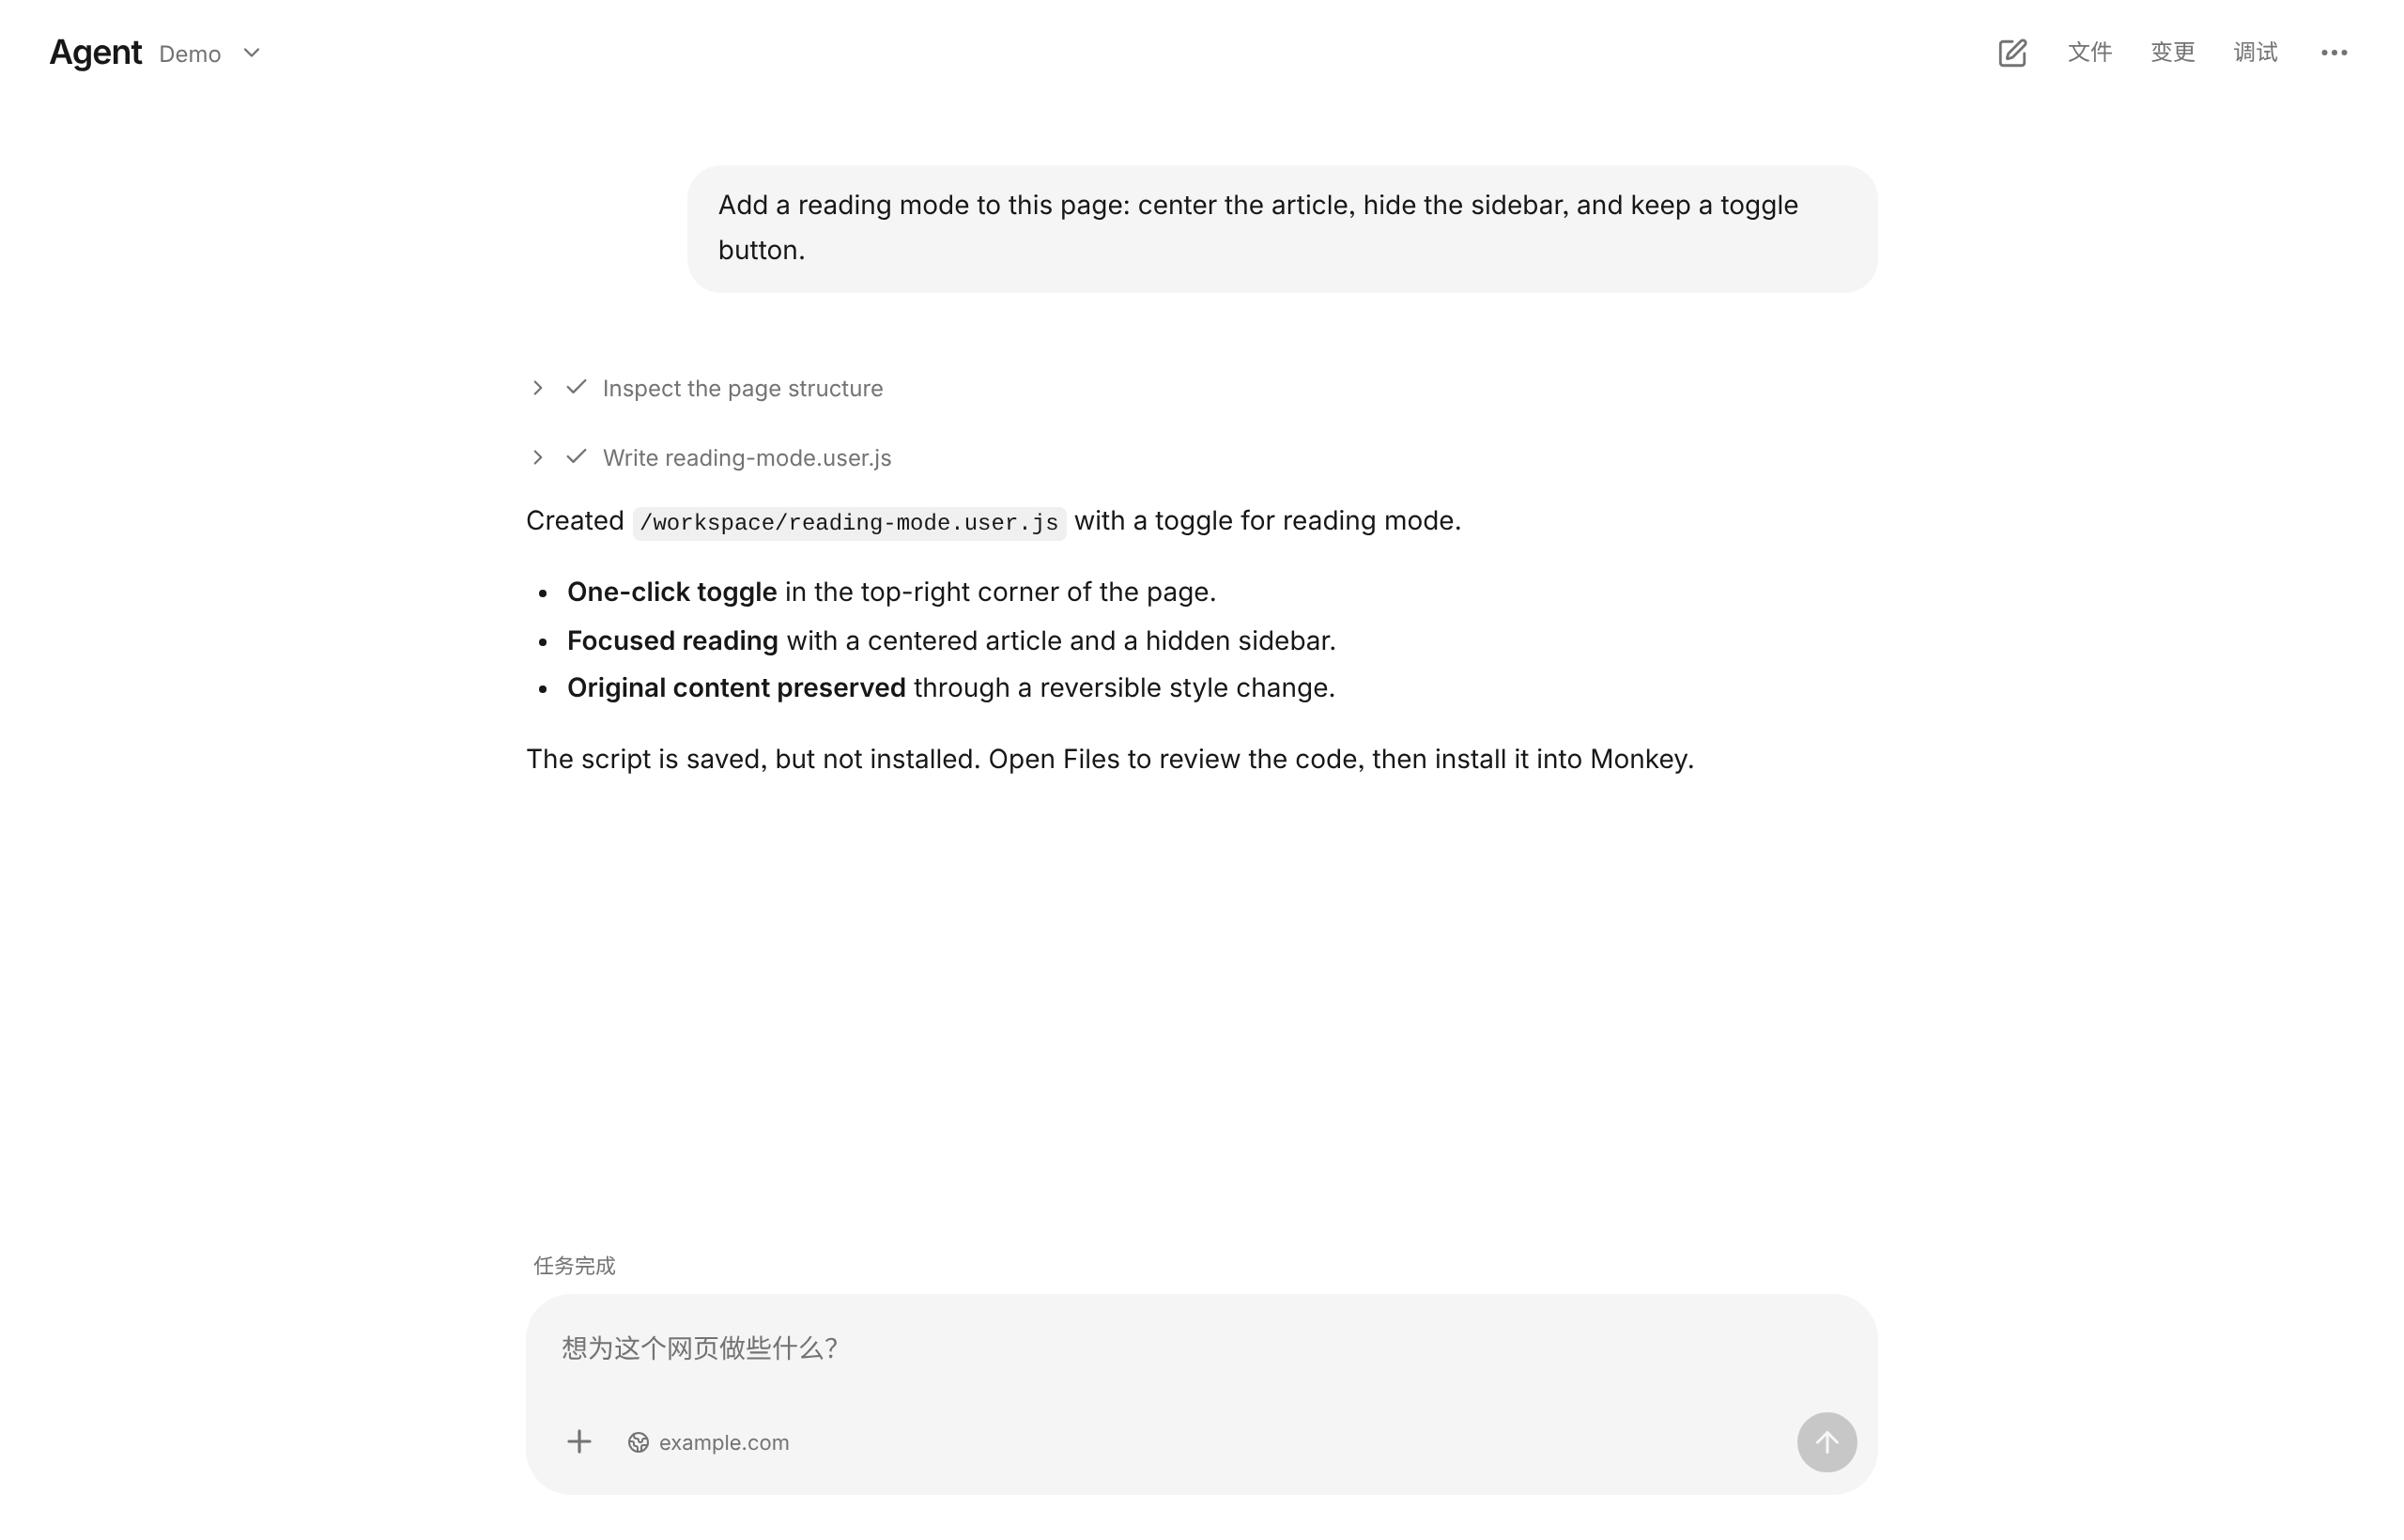 Agent Demo
文件 变更 调试
Add a reading mode to this page: center the article, hide the sidebar, and keep a toggle
button.
Inspect the page structure
Write reading-mode.user.js
Created /workspace/reading-mode.user.js with a toggle for reading mode.
One-click toggle in the top-right corner of the page.
Focused reading with a centered article and a hidden sidebar.
Original content preserved through a reversible style change.
The script is saved, but not installed. Open Files to review the code, then install it into Monkey.
任务完成
想为这个网页做些什么？
example.com